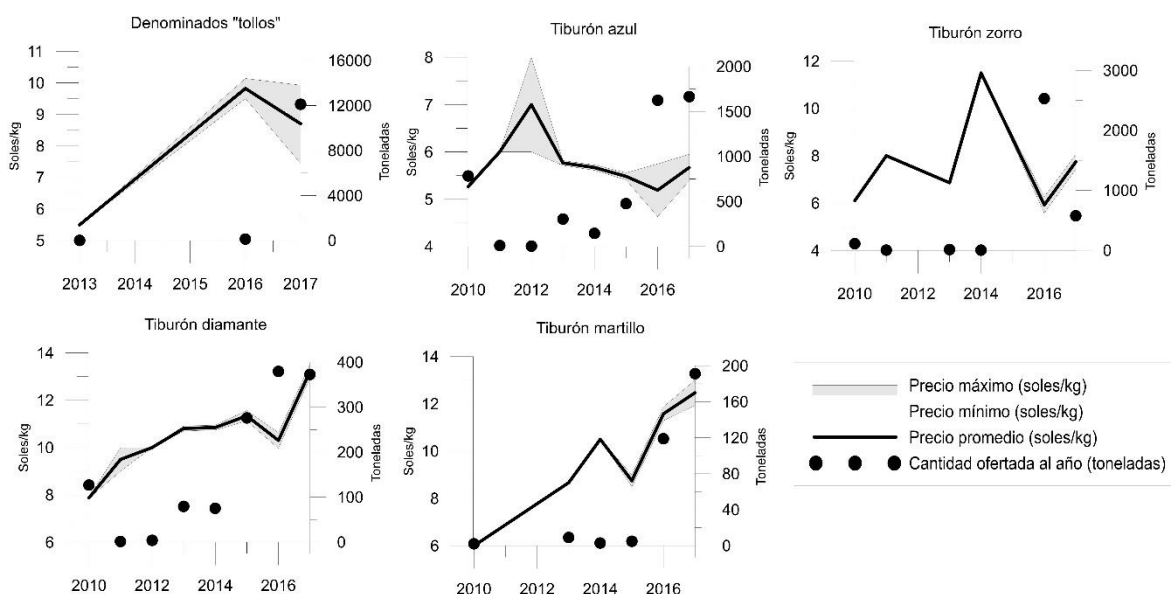 Denominados "tollos"
Soles/kg
11
10
9
8
7
6
5
16000
12000
8000
4000
0
Toneladas
2013 2014 2015 2016 2017
Tiburón azul
Soles/kg
8
7
6
5
4
2000
1500
1000
500
0
Toneladas
2010 2012 2014 2016
Tiburón zorro
Soles/kg
12
10
8
6
4
3000
2000
1000
0
Toneladas
2010 2012 2014 2016
Tiburón diamante
Soles/kg
14
12
10
8
6
400
300
200
100
0
Toneladas
2010 2012 2014 2016
Tiburón martillo
Soles/kg
14
12
10
8
6
200
160
120
80
40
0
Toneladas
2010 2012 2014 2016
Precio máximo (soles/kg)
Precio mínimo (soles/kg)
Precio promedio (soles/kg)
Cantidad ofertada al año (toneladas)